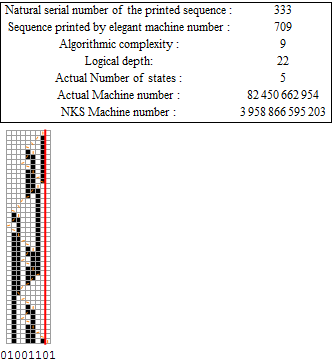 Natural serial number of the printed sequence : 333
Sequence printed by elegant machine number : 709
Algorithmic complexity : 9
Logical depth: 22
Actual Number of states : 5
Actual Machine number : 82 450 662 954
NKS Machine number : 3 958 866 595 203
01001101